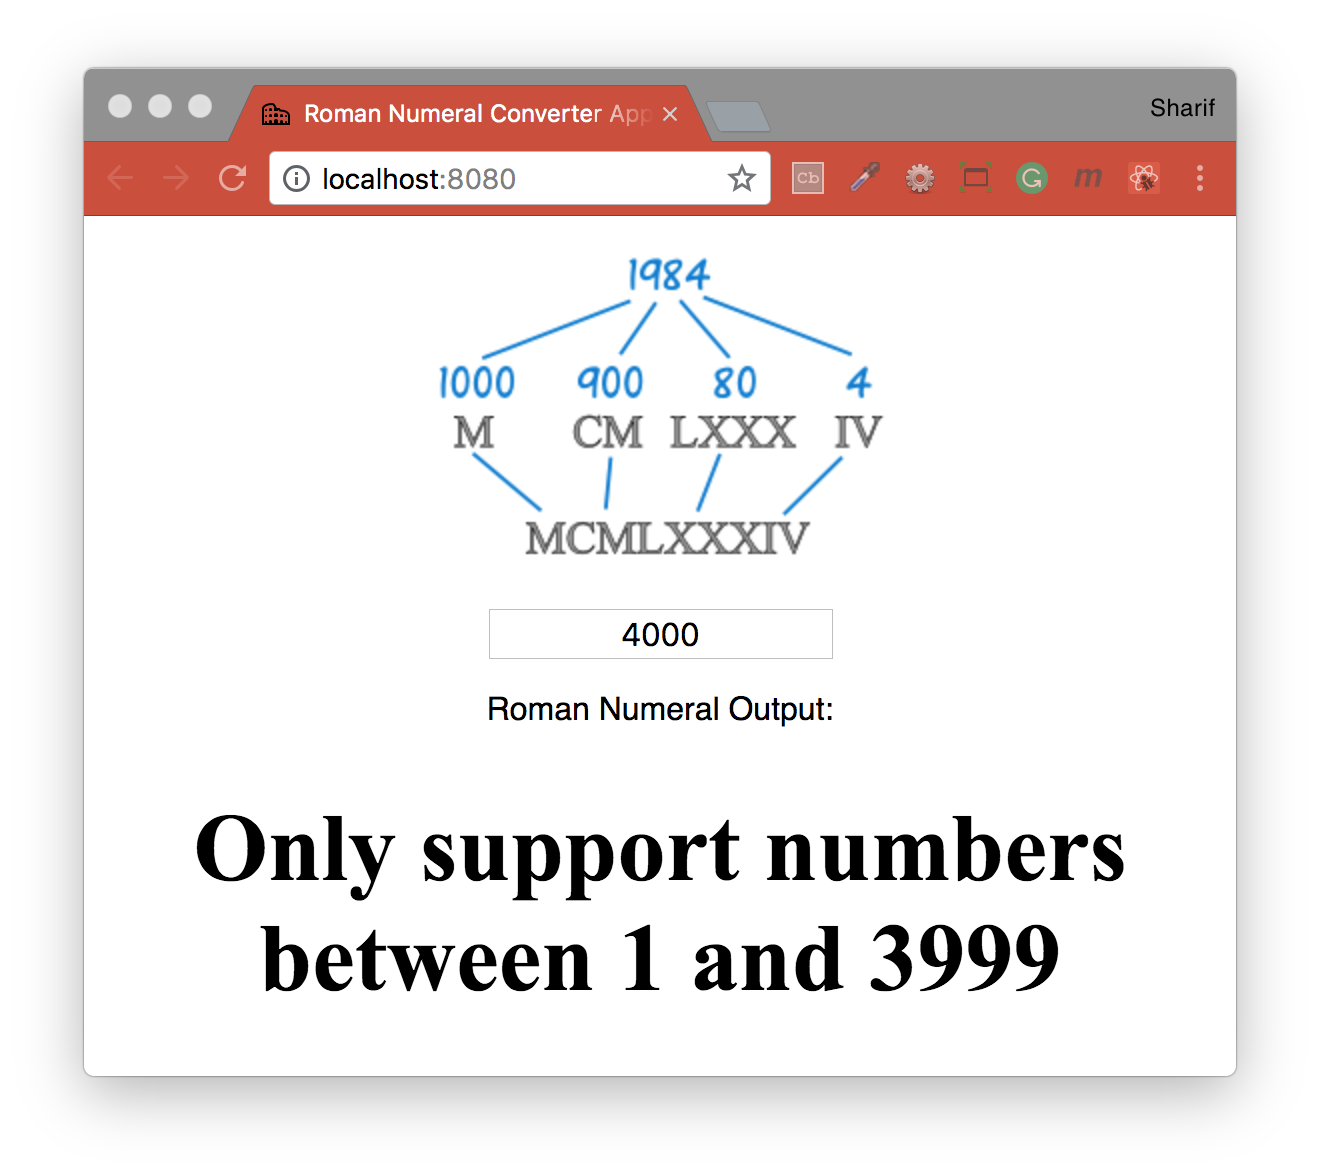 Roman Numeral Converter App
Sharif
localhost:8080
cb
G
m
1984
1000 900 80 4
M CM LXXX IV
MCMLXXXIV
4000
Roman Numeral Output:
Only support numbers
between 1 and 3999